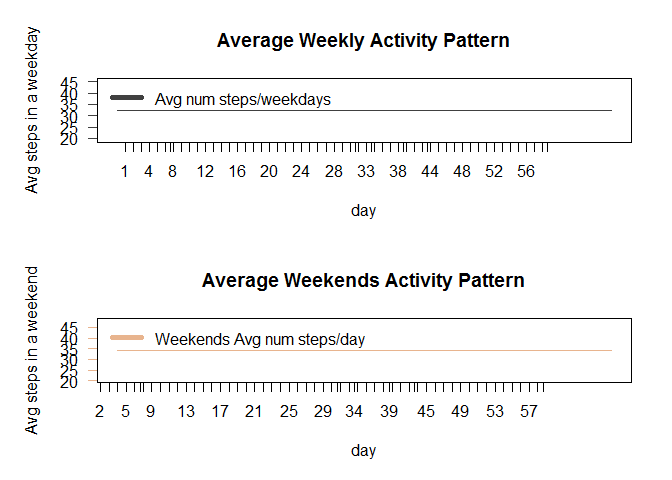 Average Weekly Activity Pattern
Avg steps in a weekday
45
40
35
30
25
20
Avg num steps/weekdays
1 4 8 12 16 20 24 28 33 38 44 48 52 56
day
Average Weekends Activity Pattern
Avg steps in a weekend
45
40
35
30
25
20
Weekends Avg num steps/day
2 5 9 13 17 21 25 29 34 39 45 49 53 57
day